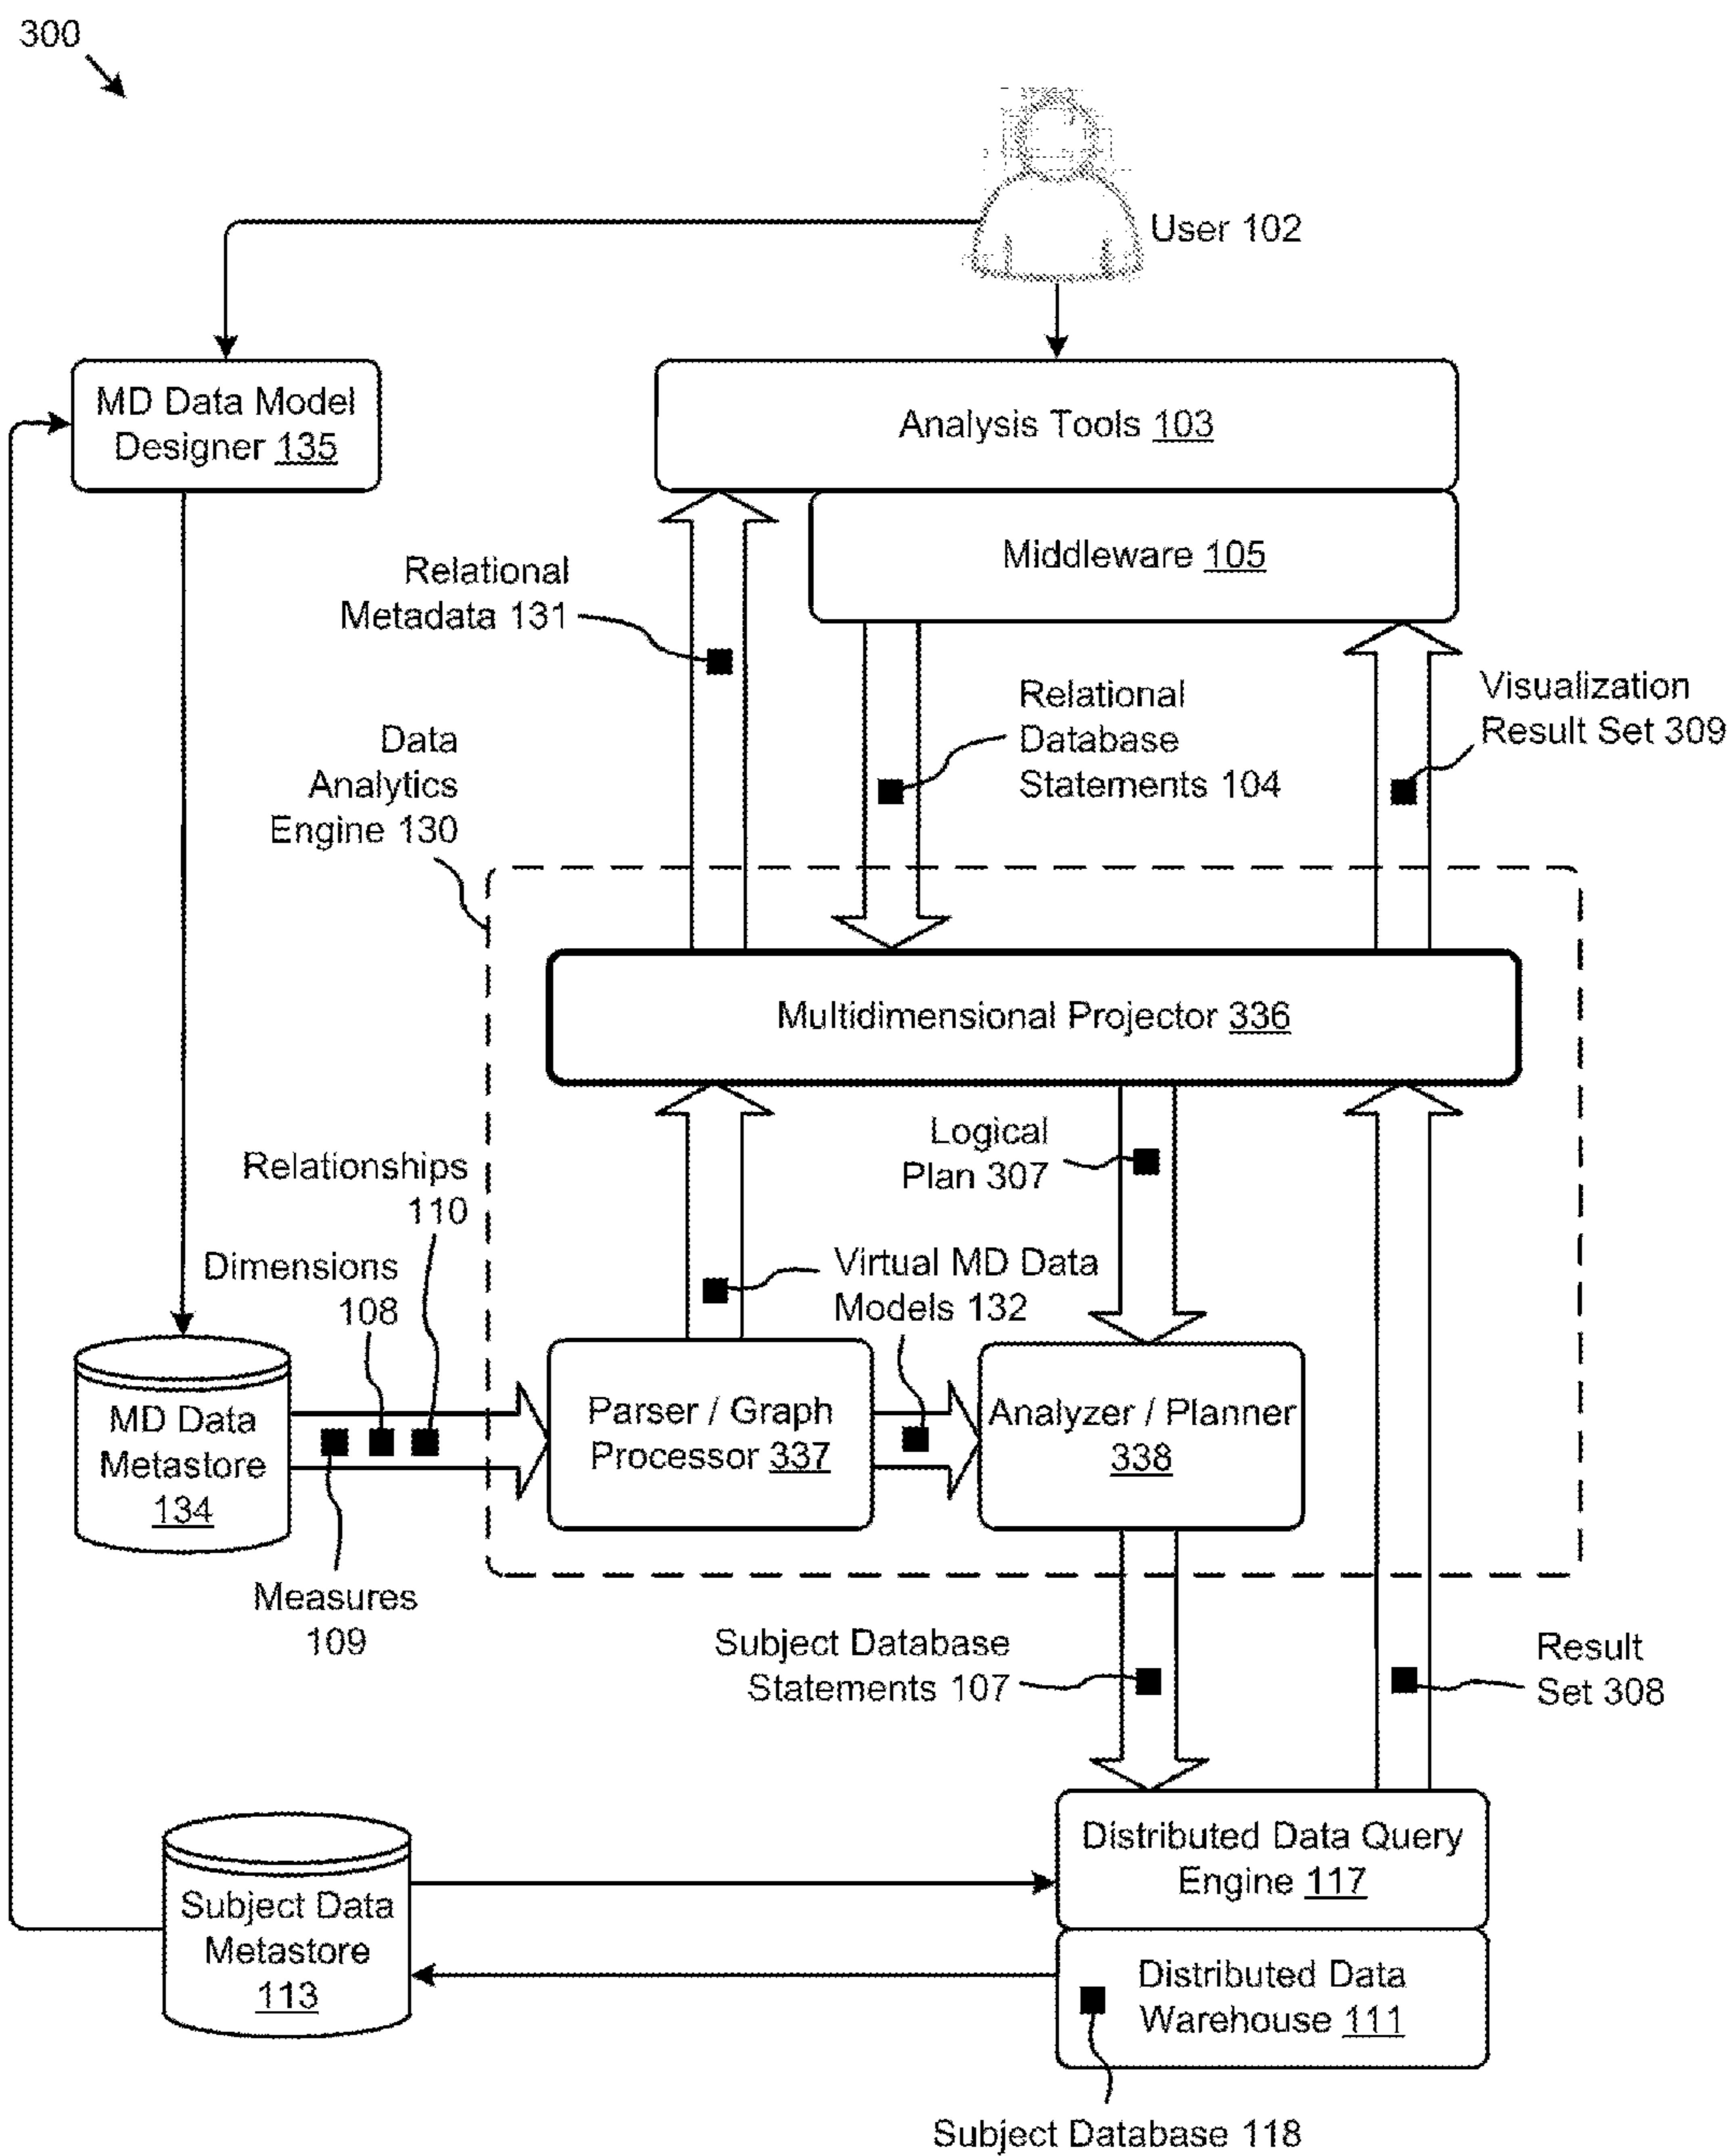 300
User 102
MD Data Model
Designer 135
Analysis Tools 103
Middleware 105
Relational
Metadata 131
Relational
Database
Statements 104
Visualization
Result Set 309
Data
Analytics
Engine 130
Multidimensional Projector 336
Logical
Plan 307
Relationships
110
Dimensions
108
Virtual MD Data
Models 132
MD Data
Metastore
134
Parser / Graph
Processor 337
Analyzer / Planner
338
Measures
109
Subject Database
Statements 107
Result
Set 308
Distributed Data Query
Engine 117
Subject Data
Metastore
113
Distributed Data
Warehouse 111
Subject Database 118